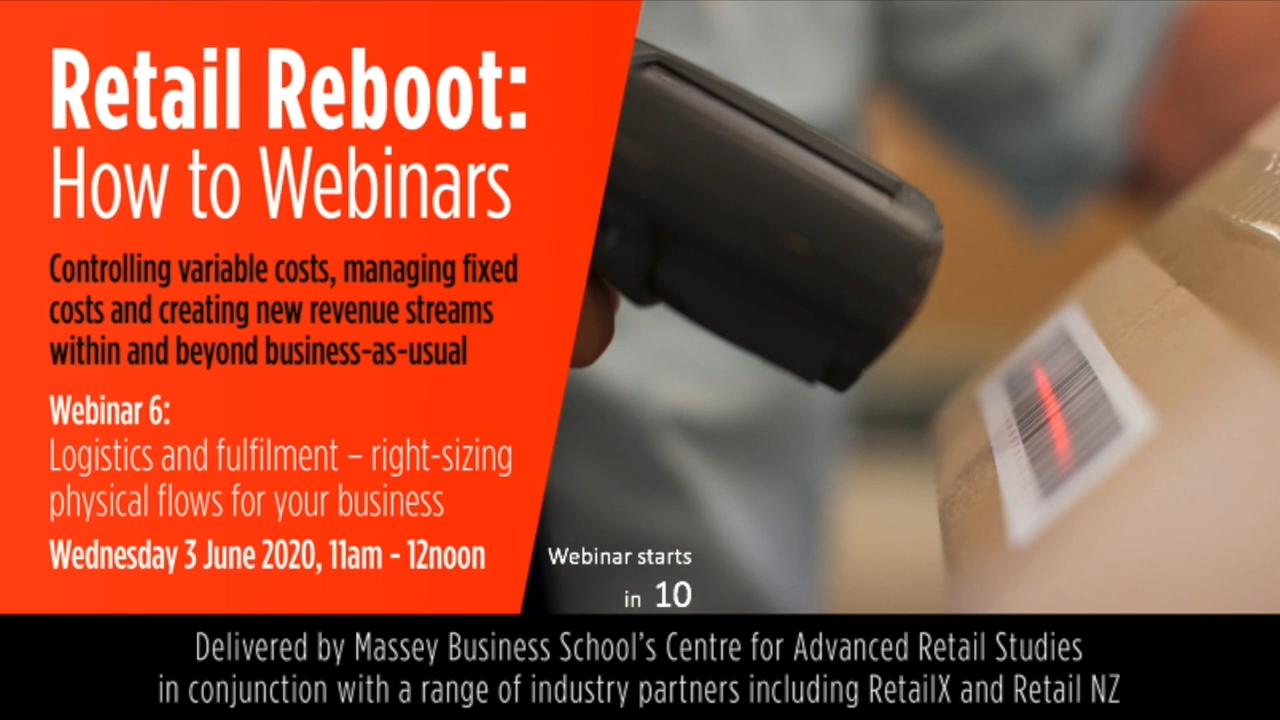 Retail Reboot:
How to Webinars
Controlling variable costs, managing fixed
costs and creating new revenue streams
within and beyond business-as-usual
Webinar 6:
Logistics and fulfilment – right-sizing
physical flows for your business
Wednesday 3 June 2020, 11am - 12noon
Webinar starts
in 10
Delivered by Massey Business School's Centre for Advanced Retail Studies
in conjunction with a range of industry partners including RetailX and Retail NZ